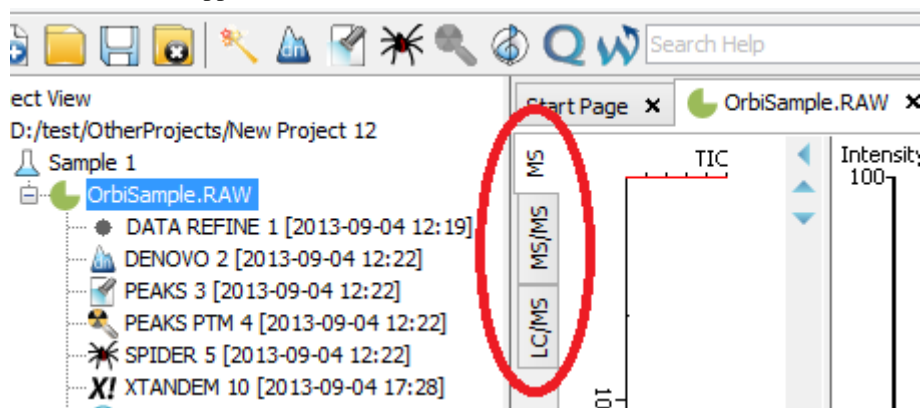 dn
Q
Search Help
ect View
D:/test/OtherProjects/New Project 12
Sample 1
OrbiSample.RAW
DATA REFINE 1 [2013-09-04 12:19]
DENOVO 2 [2013-09-04 12:22]
PEAKS 3 [2013-09-04 12:22]
PEAKS PTM 4 [2013-09-04 12:22]
SPIDER 5 [2013-09-04 12:22]
X! XTANDEM 10 [2013-09-04 17:28]
Start Page
OrbiSample.RAW
MS
MS/MS
LC/MS
TIC
Intensity
100